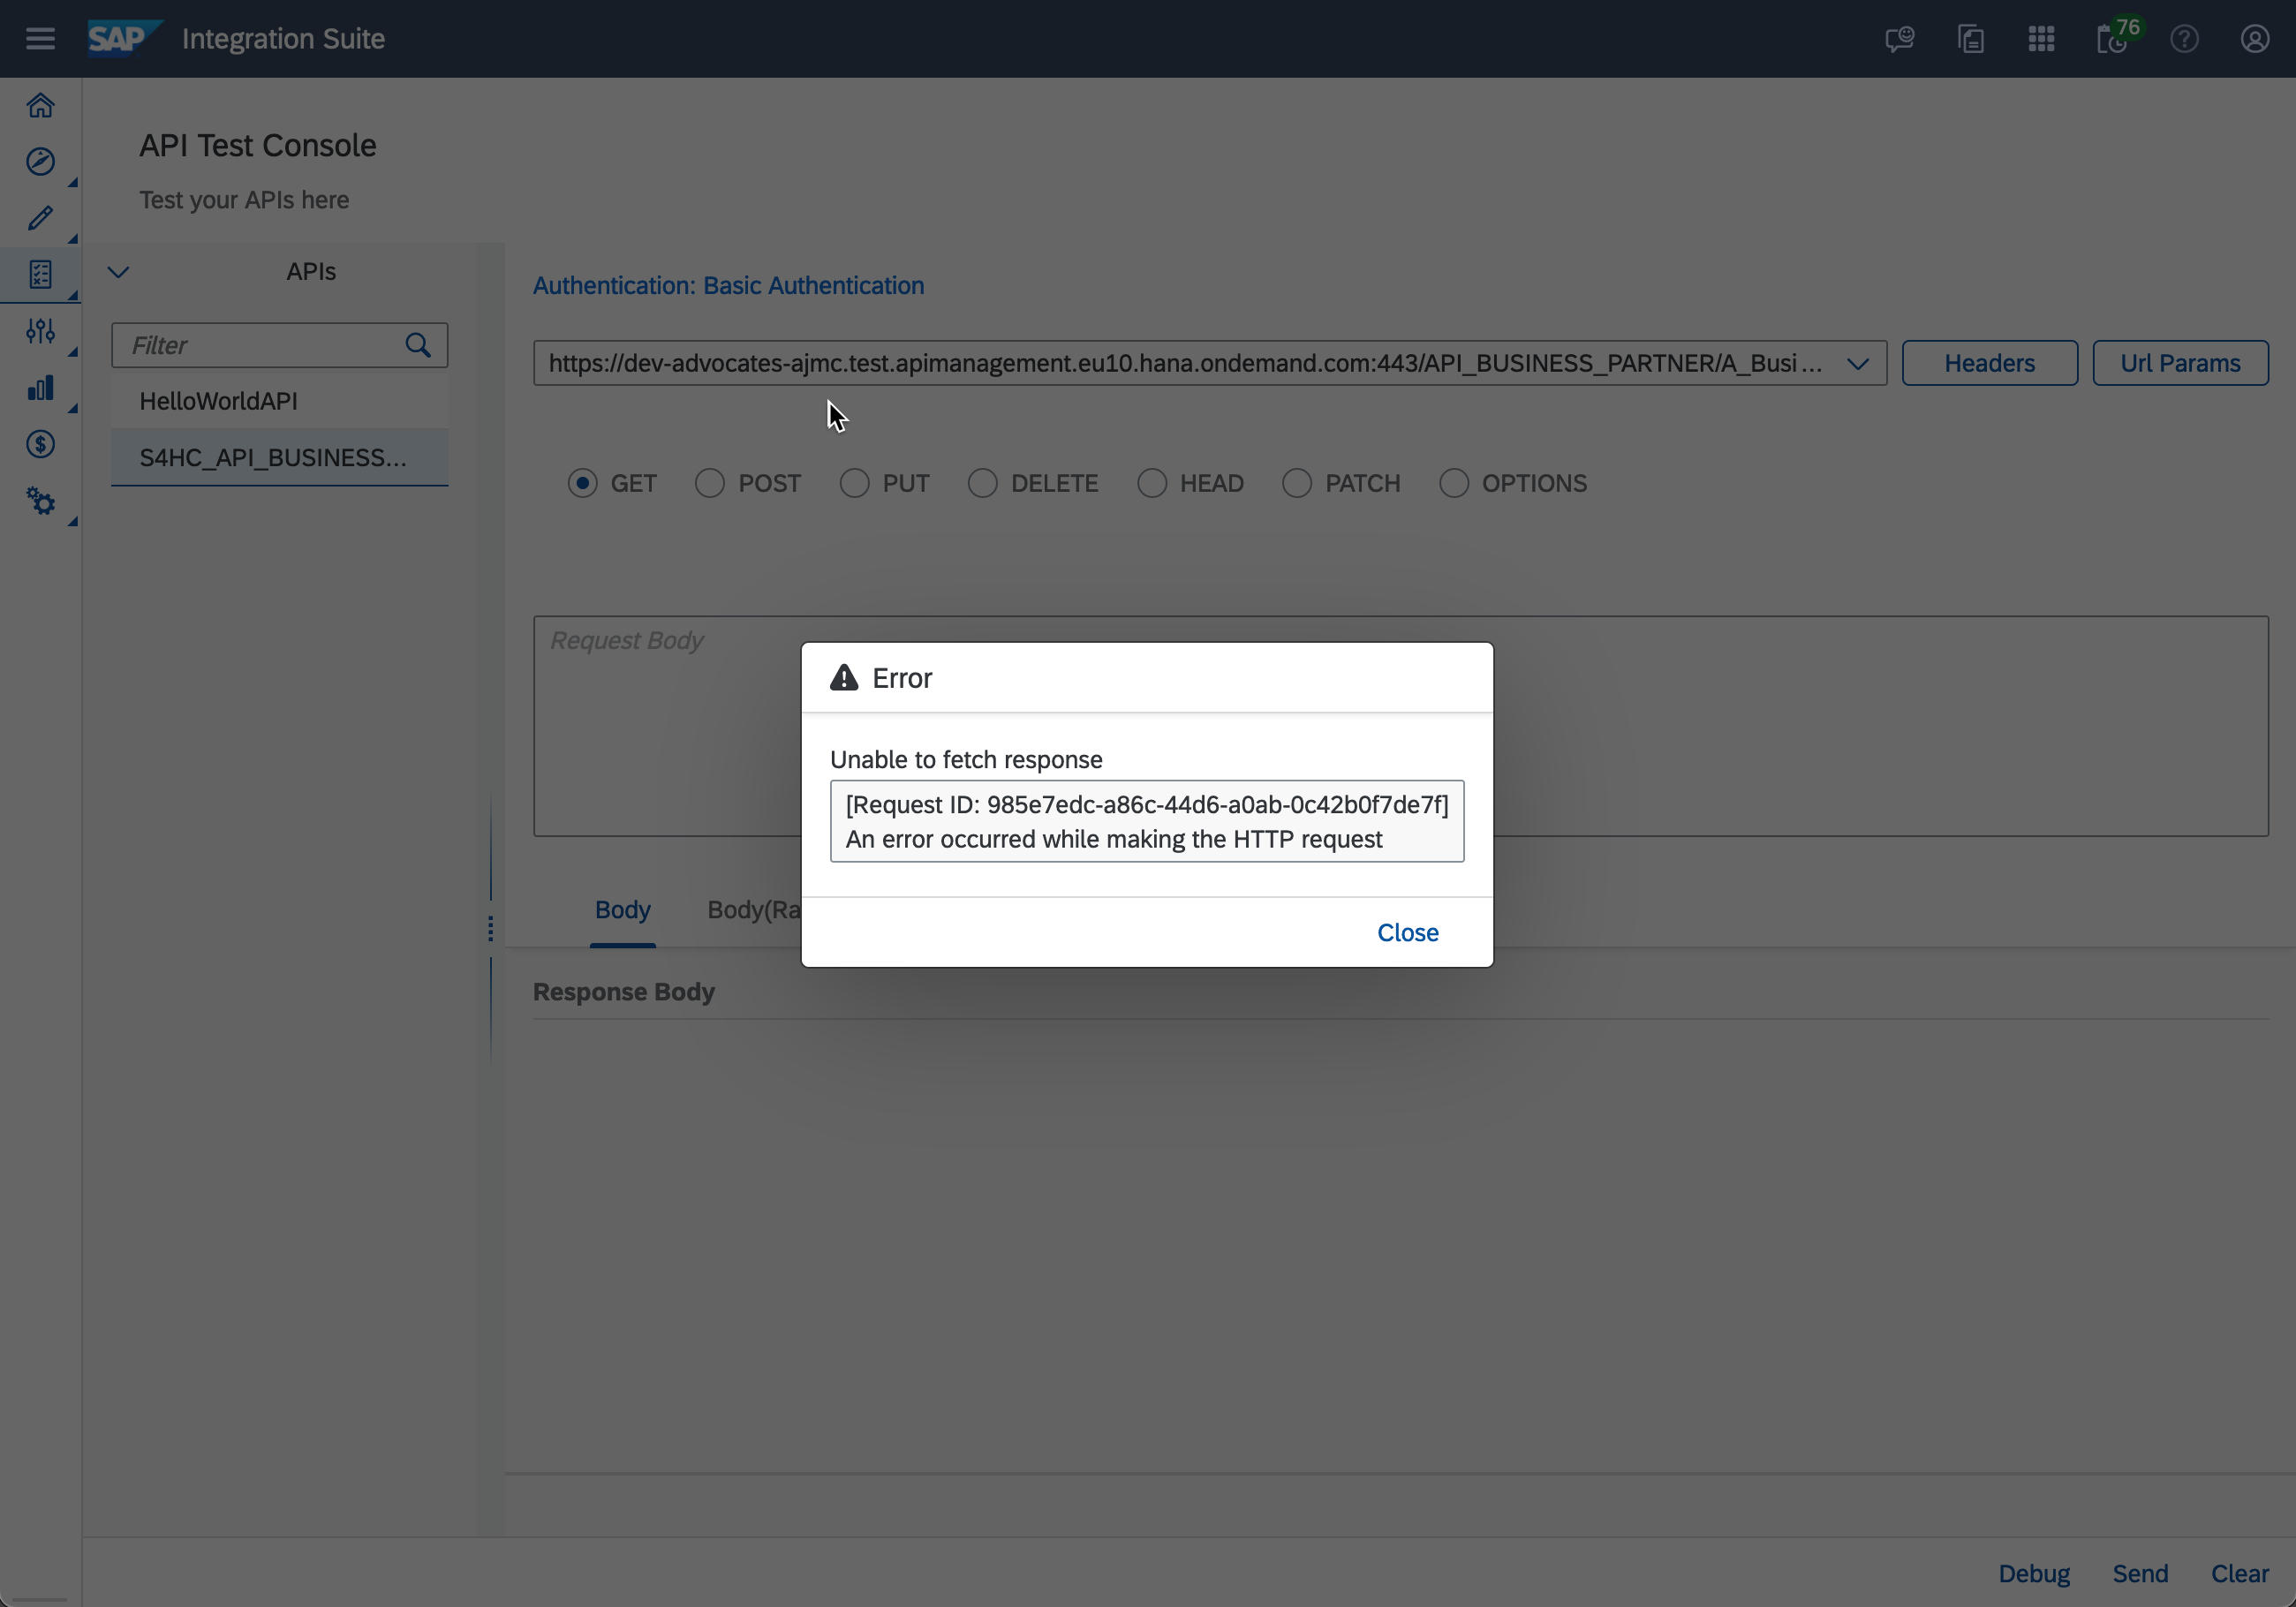 SAP Integration Suite
76
API Test Console
Test your APIs here
APIs
Filter
HelloWorldAPI
S4HC_API_BUSINESS...
Authentication: Basic Authentication
https://dev-advocates-ajmc.test.apimanagement.eu10.hana.ondemand.com:443/API_BUSINESS_PARTNER/A_Busi...
Headers
Url Params
GET POST PUT DELETE HEAD PATCH OPTIONS
Request Body
Error
Unable to fetch response
[Request ID: 985e7edc-a86c-44d6-a0ab-0c42b0f7de7f]
An error occurred while making the HTTP request
Close
Body Body(Ra
Response Body
Debug Send Clear